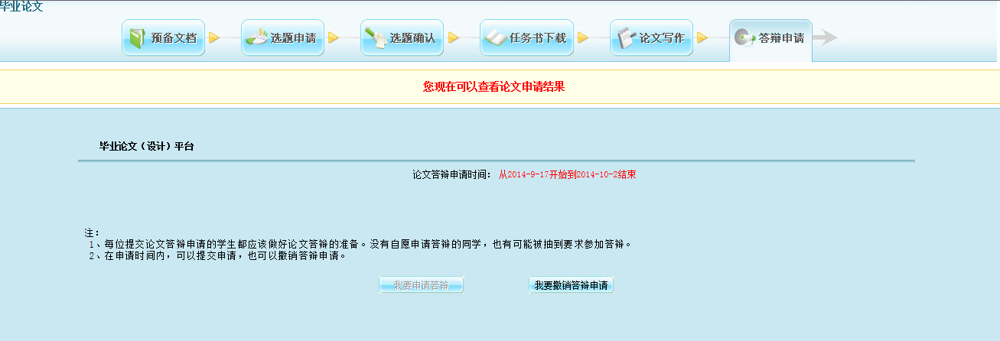 毕业论文
预备文档 选题申请 选题确认 任务书下载 论文写作 答辩申请
您现在可以查看论文申请结果
毕业论文（设计）平台
论文答辩申请时间： 从2014-9-17开始到2014-10-2结束
注：
1、每位提交论文答辩申请的学生都应该做好论文答辩的准备。没有自愿申请答辩的同学，也有可能被抽到要求参加答辩。
2、在申请时间内，可以提交申请，也可以撤销答辩申请。
我要申请答辩 我要撤销答辩申请